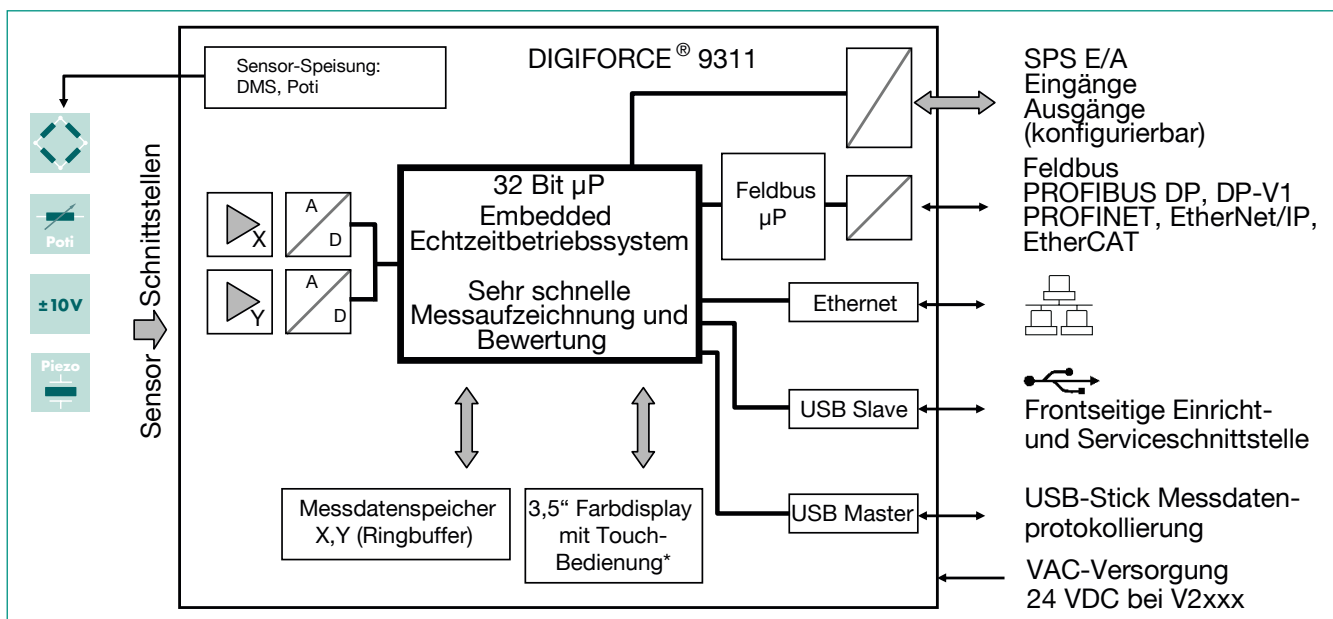 DIGIFORCE® 9311
Sensor-Speisung:
DMS, Poti
SPS E/A
Eingänge
Ausgänge
(konfigurierbar)
Poti
±10V
Piezo
Sensor Schnittstellen
X
A
D
Y
A
D
32 Bit µP
Embedded
Echtzeitbetriebssystem
Sehr schnelle
Messaufzeichnung und
Bewertung
Feldbus
µP
Feldbus
PROFIBUS DP, DP-V1
PROFINET, EtherNet/IP,
EtherCAT
Ethernet
USB Slave
Frontseitige Einricht-
und Serviceschnittstelle
Messdatenspeicher
X,Y (Ringbuffer)
3,5“ Farbdisplay
mit Touch-
Bedienung*
USB Master
USB-Stick Messdaten-
protokollierung
VAC-Versorgung
24 VDC bei V2xxx